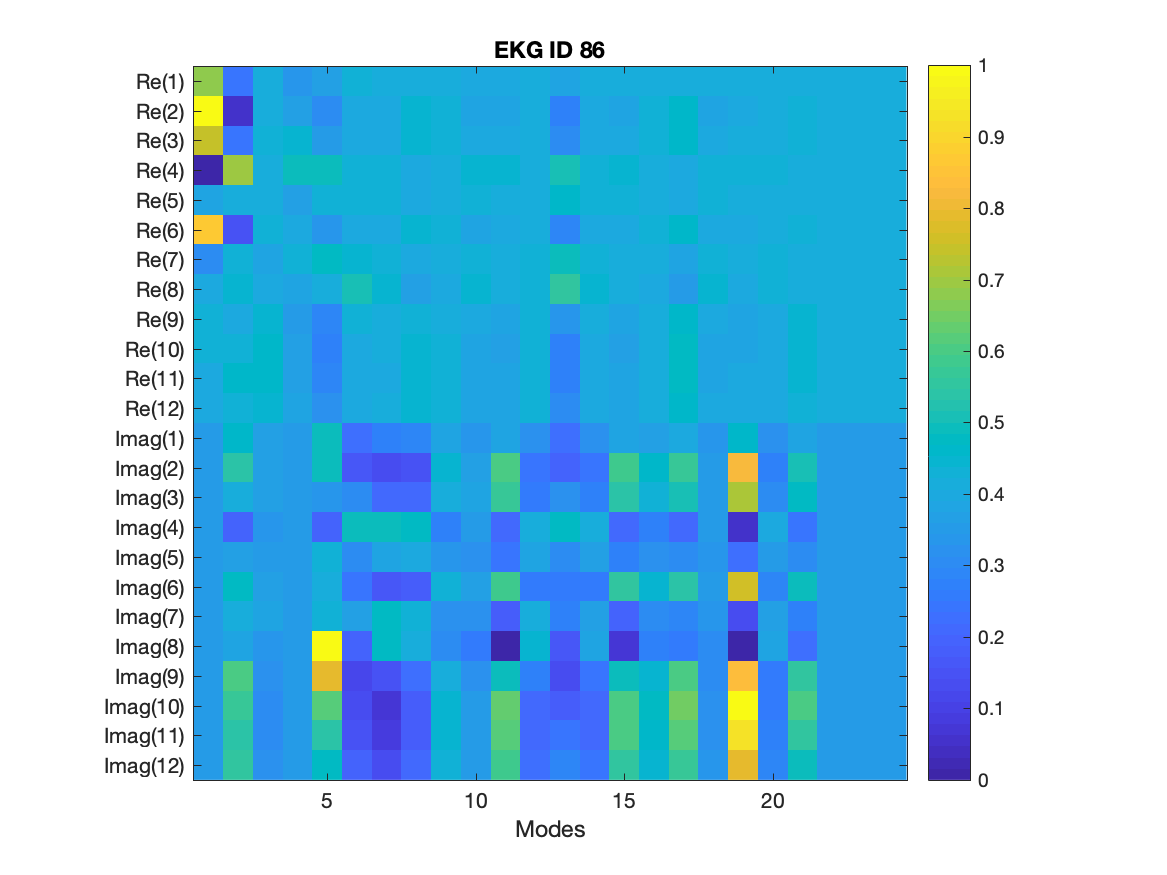 EKG ID 86
Re(1)
Re(2)
Re(3)
Re(4)
Re(5)
Re(6)
Re(7)
Re(8)
Re(9)
Re(10)
Re(11)
Re(12)
Imag(1)
Imag(2)
Imag(3)
Imag(4)
Imag(5)
Imag(6)
Imag(7)
Imag(8)
Imag(9)
Imag(10)
Imag(11)
Imag(12)
5 10 15 20
Modes
1
0.9
0.8
0.7
0.6
0.5
0.4
0.3
0.2
0.1
0